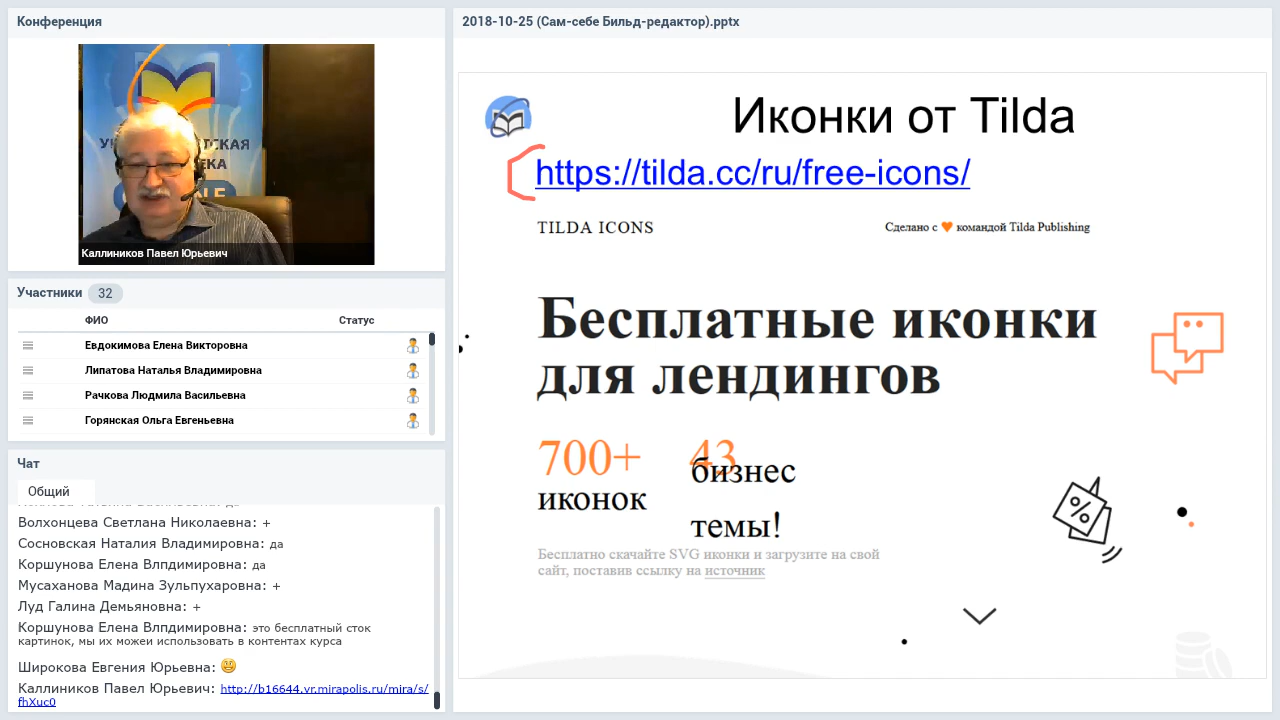 Конференция
Каллиников Павел Юрьевич
Участники 32
ФИО Статус
Евдокимова Елена Викторовна
Липатова Наталья Владимировна
Рачкова Людмила Васильевна
Горянская Ольга Евгеньевна
Чат
Общий
Волхонцева Светлана Николаевна: +
Сосновская Наталия Владимировна: да
Коршунова Елена Влпдимировна: да
Мусаханова Мадина Зульпухаровна: +
Луд Галина Демьяновна: +
Коршунова Елена Влпдимировна: это бесплатный сток
картинок, мы их можеи использовать в контентах курса
Широкова Евгения Юрьевна:
Каллиников Павел Юрьевич: http://b16644.vr.mirapolis.ru/mira/s/
fhXuc0
2018-10-25 (Сам-себе Бильд-редактор).pptx
Иконки от Tilda
https://tilda.cc/ru/free-icons/
TILDA ICONS
Сделано с командой Tilda Publishing
Бесплатные иконки
для лендингов
700+ 43
иконок бизнес
темы!
Бесплатно скачайте SVG иконки и загрузите на свой
сайт, поставив ссылку на источник